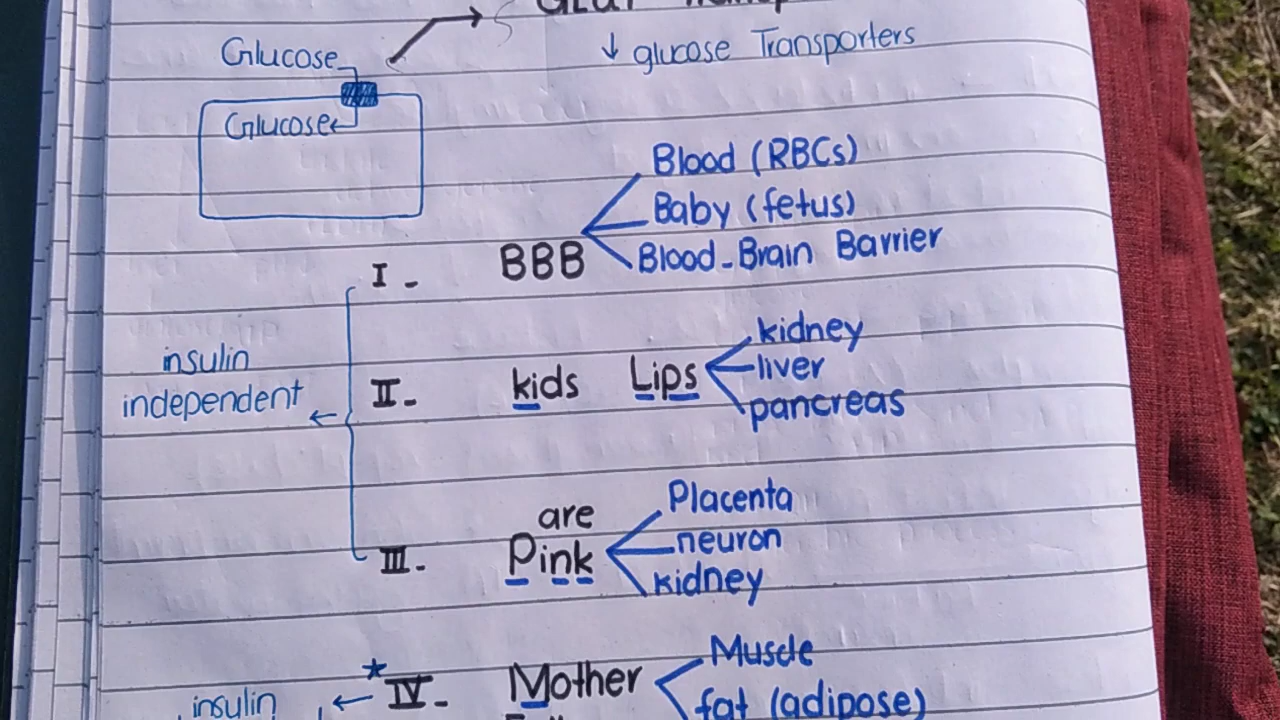 Glucose
↓ glucose Transporters
Glucose
Blood (RBCs)
Baby (fetus)
I - BBB
Blood-Brain Barrier
kidney
insulin
independent ← II- kids Lips
liver
pancreas
are
Placenta
III- Pink
neuron
kidney
*
insulin ← IV- Mother
Muscle
fat (adipose)